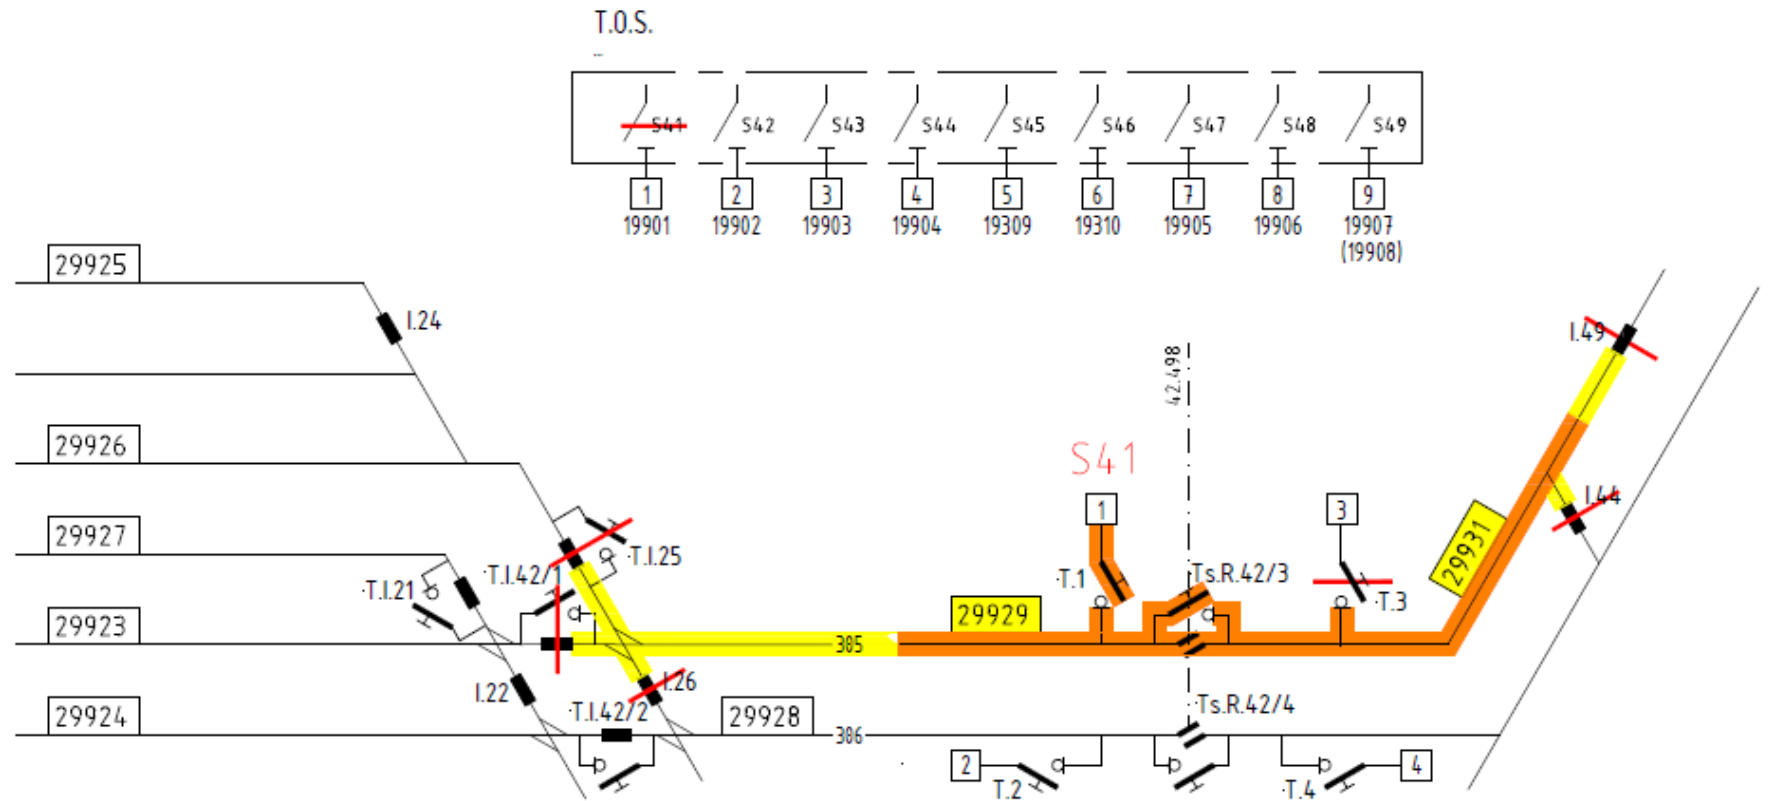 T.O.S.
S41 S42 S43 S44 S45 S46 S47 S48 S49
1 2 3 4 5 6 7 8 9
19901 19902 19903 19904 19309 19310 19905 19906 19907
(19908)
29925
I.24
I.49
42.498
29926
S41
1
3
I.44
29927
T.I.25
T.I.42/1
T.I.21
T.1
Ts.R.42/3
T.3
29931
29923
29929
385
I.22
I.26
29924
T.I.42/2
29928
Ts.R.42/4
386
2
T.2
T.4
4